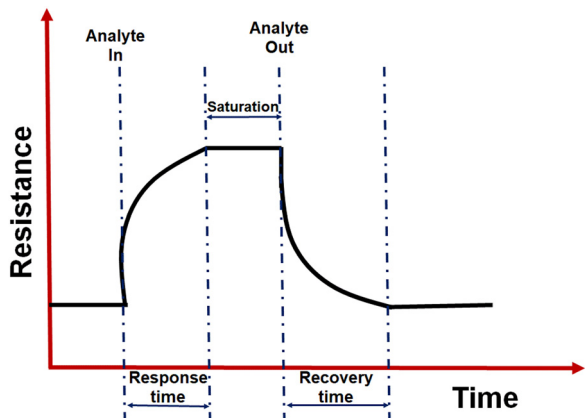 Analyte
In
Analyte
Out
Saturation
Resistance
Response
time
Recovery
time
Time